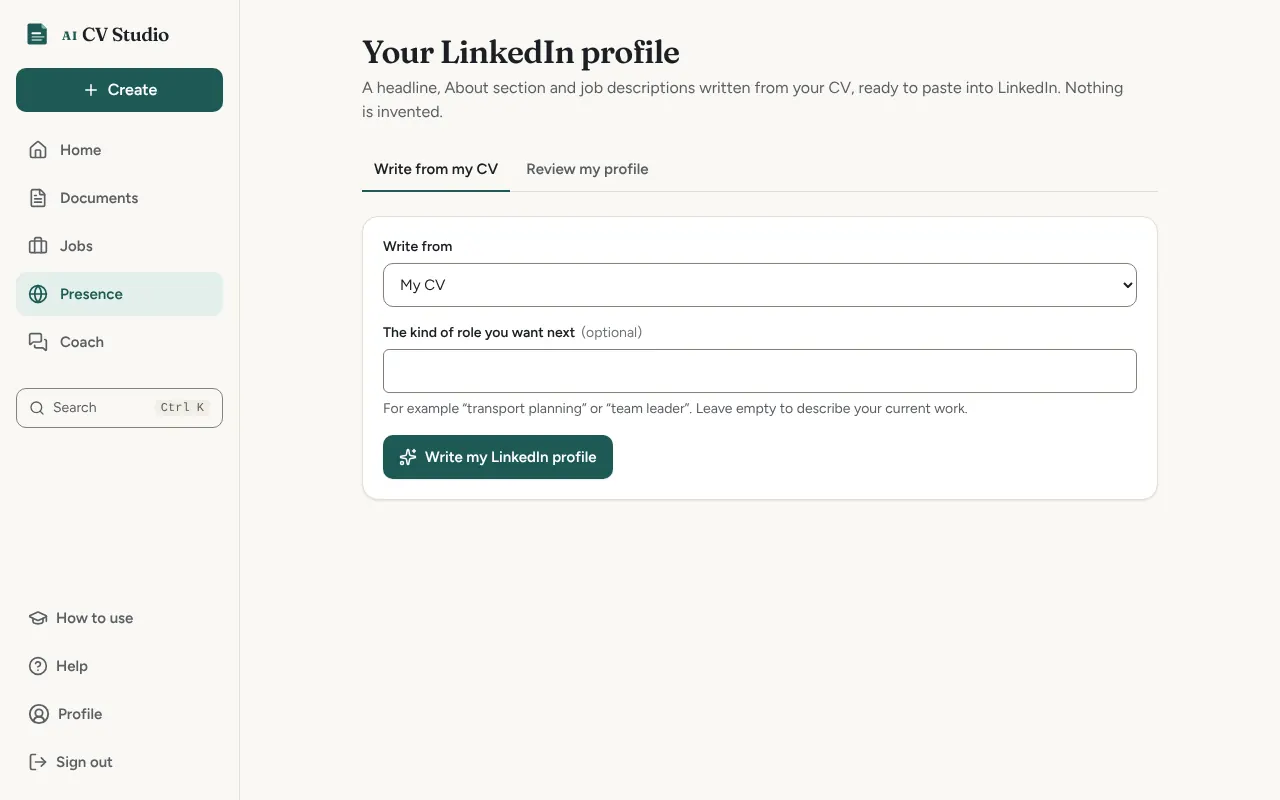 AI CV Studio
Create
Home
Documents
Jobs
Presence
Coach
Search Ctrl K
How to use
Help
Profile
Sign out
Your LinkedIn profile
A headline, About section and job descriptions written from your CV, ready to paste into LinkedIn. Nothing
is invented.
Write from my CV Review my profile
Write from
My CV
The kind of role you want next (optional)
For example “transport planning” or “team leader”. Leave empty to describe your current work.
Write my LinkedIn profile